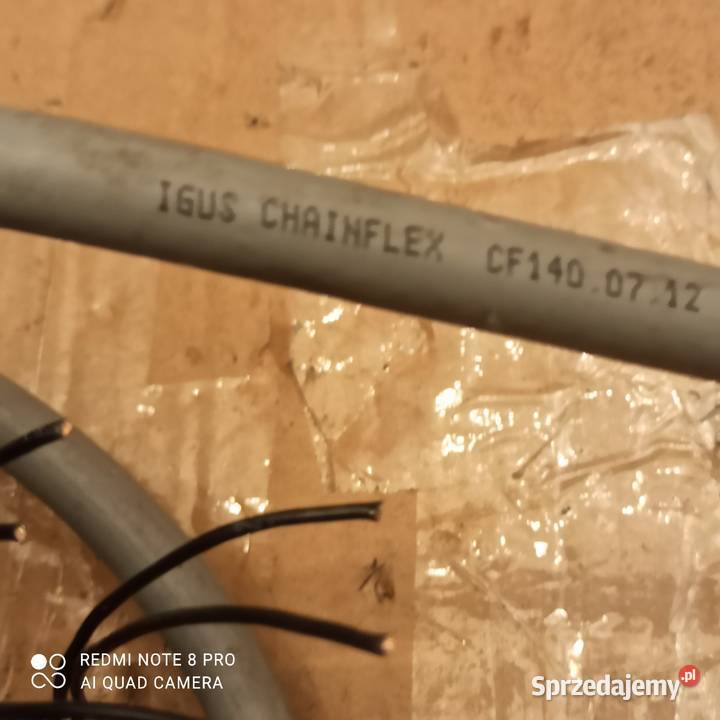 IGUS CHAINFLEX CF140.07.12
REDMI NOTE 8 PRO
AI QUAD CAMERA
Sprzedajemy.pl